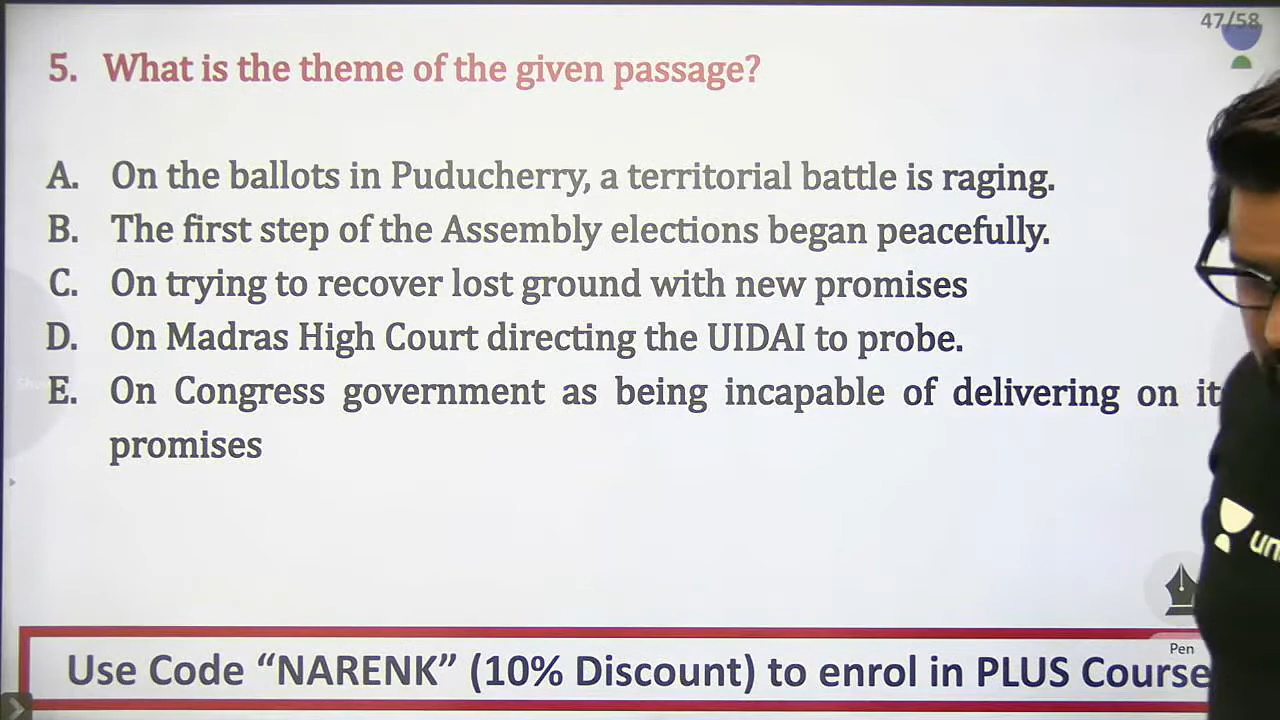 47/58
5. What is the theme of the given passage?
A. On the ballots in Puducherry, a territorial battle is raging.
B. The first step of the Assembly elections began peacefully.
C. On trying to recover lost ground with new promises
D. On Madras High Court directing the UIDAI to probe.
E. On Congress government as being incapable of delivering on it
promises
Pen
Use Code “NARENK” (10% Discount) to enrol in PLUS Course